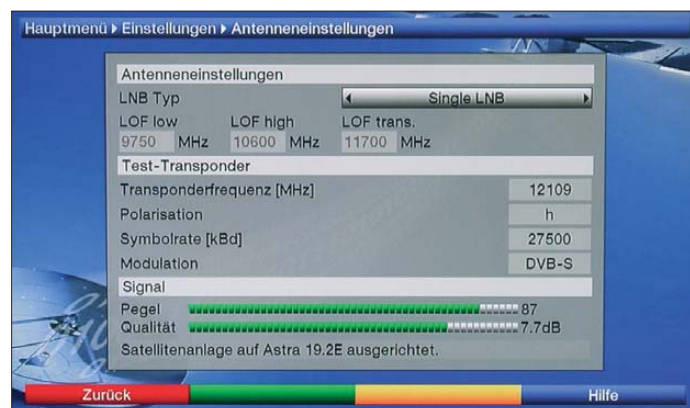 Hauptmenü ▸ Einstellungen ▸ Antenneneinstellungen
Antenneneinstellungen
LNB Typ Single LNB
LOF low LOF high LOF trans.
9750 MHz 10600 MHz 11700 MHz
Test-Transponder
Transponderfrequenz [MHz] 12109
Polarisation h
Symbolrate [kBd] 27500
Modulation DVB-S
Signal
Pegel 87
Qualität 7.7dB
Satellitenanlage auf Astra 19.2E ausgerichtet.
Zurück Hilfe